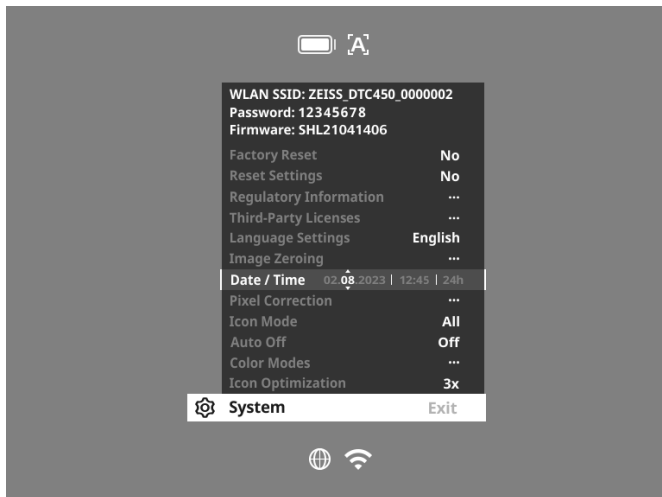 [A]
WLAN SSID: ZEISS_DTC450_0000002
Password: 12345678
Firmware: SHL21041406
Factory Reset No
Reset Settings No
Regulatory Information ...
Third-Party Licenses ...
Language Settings English
Image Zeroing ...
Date / Time 02.08.2023 | 12:45 | 24h
Pixel Correction ...
Icon Mode All
Auto Off Off
Color Modes ...
Icon Optimization 3x
System Exit